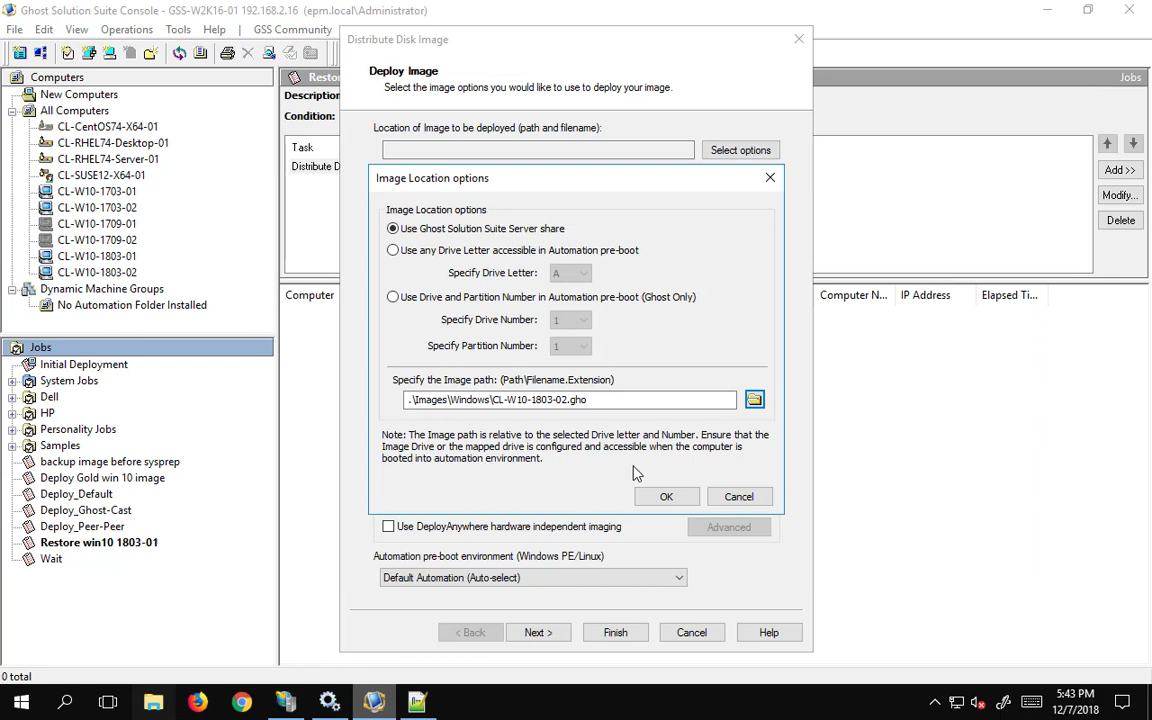 Ghost Solution Suite Console - GSS-W2K16-01 192.168.2.16 (epm.local\Administrator)
File Edit View Operations Tools Help GSS Community
Computers
New Computers
All Computers
CL-CentOS74-X64-01
CL-RHEL74-Desktop-01
CL-RHEL74-Server-01
CL-SUSE12-X64-01
CL-W10-1703-01
CL-W10-1703-02
CL-W10-1709-01
CL-W10-1709-02
CL-W10-1803-01
CL-W10-1803-02
Dynamic Machine Groups
No Automation Folder Installed
Jobs
Initial Deployment
System Jobs
Dell
HP
Personality Jobs
Samples
backup image before sysprep
Deploy Gold win 10 image
Deploy_Default
Deploy_Ghost-Cast
Deploy_Peer-Peer
Restore win10 1803-01
Wait
Resto
Jobs
Description
Condition:
Task
Distribute D
Add >>
Modify...
Delete
Computer
Computer N... IP Address Elapsed Ti...
Distribute Disk Image
Deploy Image
Select the image options you would like to use to deploy your image.
Location of Image to be deployed (path and filename):
Select options
Image Location options
Image Location options
Use Ghost Solution Suite Server share
Use any Drive Letter accessible in Automation pre-boot
Specify Drive Letter: A
Use Drive and Partition Number in Automation pre-boot (Ghost Only)
Specify Drive Number: 1
Specify Partition Number: 1
Specify the Image path: (Path\Filename.Extension)
.\Images\Windows\CL-W10-1803-02.gho
Note: The Image path is relative to the selected Drive letter and Number. Ensure that the
Image Drive or the mapped drive is configured and accessible when the computer is
booted into automation environment.
OK Cancel
Use DeployAnywhere hardware independent imaging Advanced
Automation pre-boot environment (Windows PE/Linux)
Default Automation (Auto-select)
< Back Next > Finish Cancel Help
0 total
5:43 PM
12/7/2018